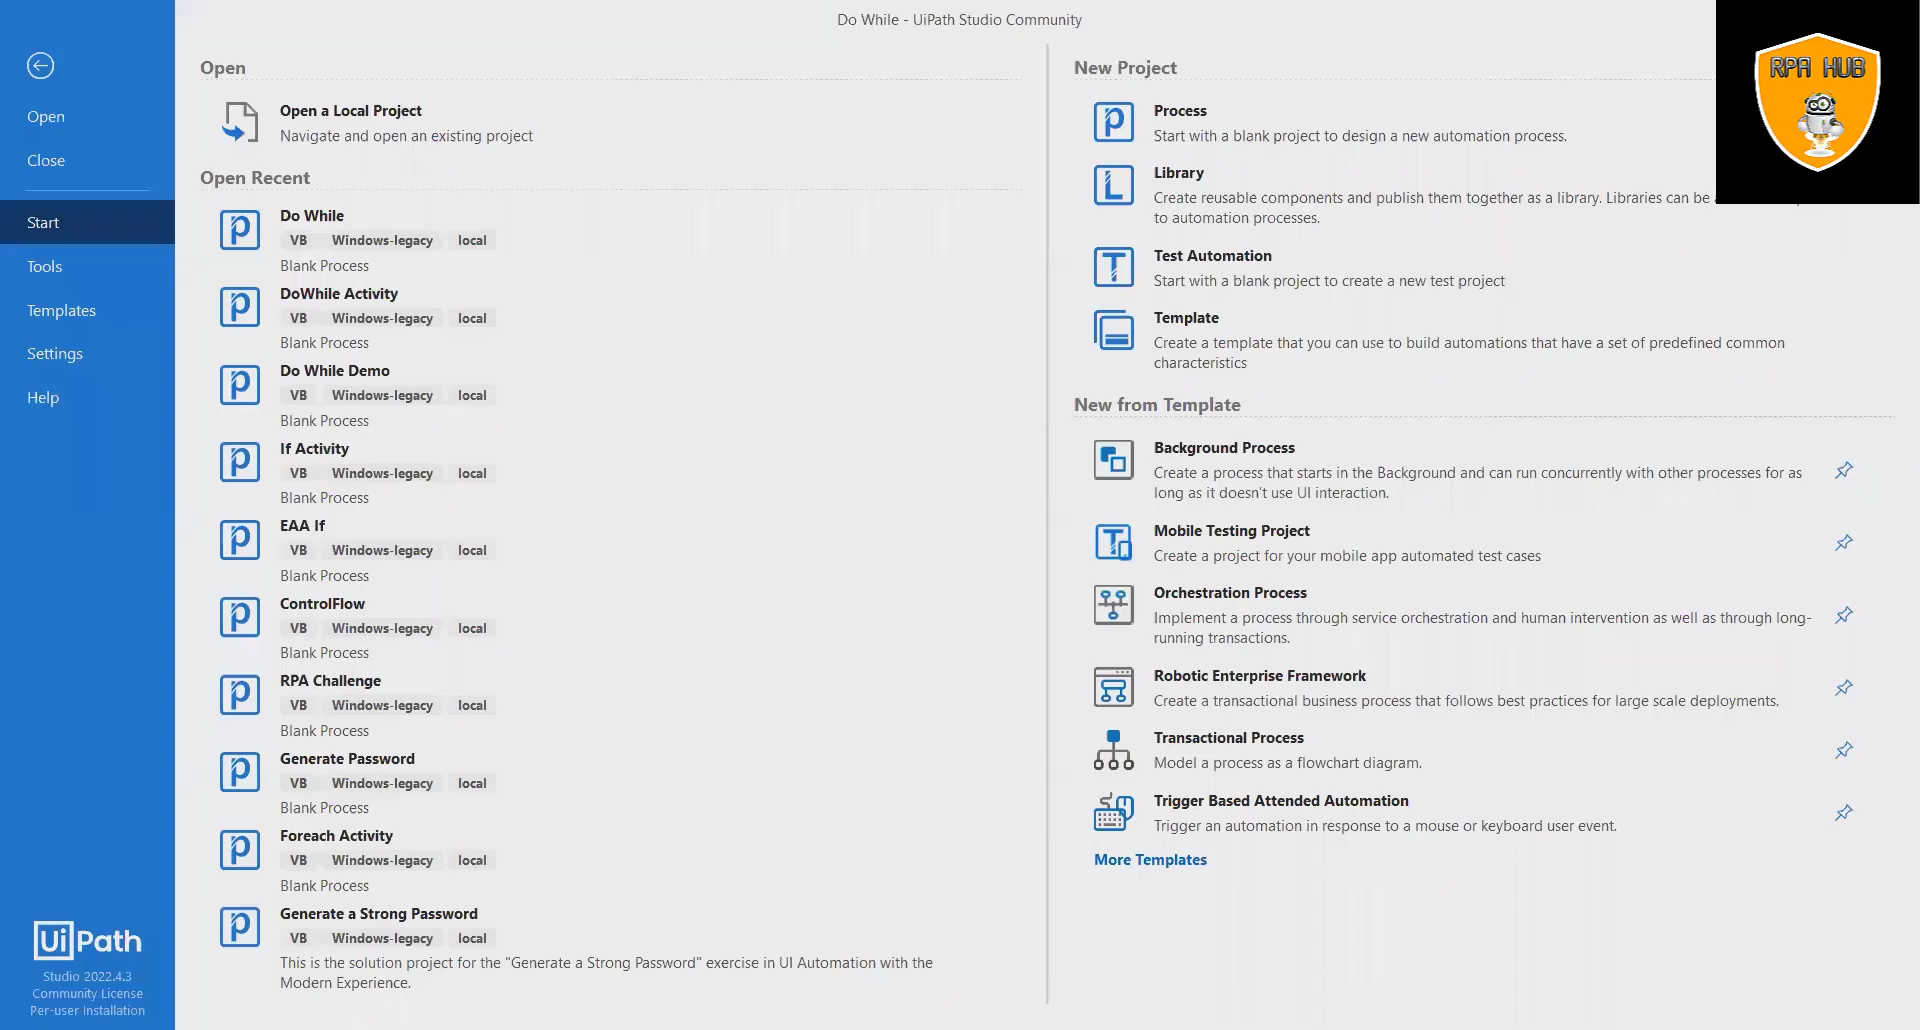 Do While - UiPath Studio Community
RPA HUB
Open
Close
Start
Tools
Templates
Settings
Help
UiPath
Studio 2022.4.3
Community License
Per-user Installation
Open
Open a Local Project
Navigate and open an existing project
Open Recent
Do While
VB Windows-legacy local
Blank Process
DoWhile Activity
VB Windows-legacy local
Blank Process
Do While Demo
VB Windows-legacy local
Blank Process
If Activity
VB Windows-legacy local
Blank Process
EAA If
VB Windows-legacy local
Blank Process
ControlFlow
VB Windows-legacy local
Blank Process
RPA Challenge
VB Windows-legacy local
Blank Process
Generate Password
VB Windows-legacy local
Blank Process
Foreach Activity
VB Windows-legacy local
Blank Process
Generate a Strong Password
VB Windows-legacy local
This is the solution project for the "Generate a Strong Password" exercise in UI Automation with the
Modern Experience.
New Project
Process
Start with a blank project to design a new automation process.
Library
Create reusable components and publish them together as a library. Libraries can be
to automation processes.
Test Automation
Start with a blank project to create a new test project
Template
Create a template that you can use to build automations that have a set of predefined common
characteristics
New from Template
Background Process
Create a process that starts in the Background and can run concurrently with other processes for as
long as it doesn't use UI interaction.
Mobile Testing Project
Create a project for your mobile app automated test cases
Orchestration Process
Implement a process through service orchestration and human intervention as well as through long-
running transactions.
Robotic Enterprise Framework
Create a transactional business process that follows best practices for large scale deployments.
Transactional Process
Model a process as a flowchart diagram.
Trigger Based Attended Automation
Trigger an automation in response to a mouse or keyboard user event.
More Templates